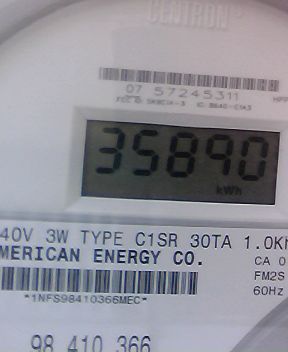 CENTRON
07 57245311
35890
kWh
40V 3W TYPE C1SR 30TA 1.0Kh
MERICAN ENERGY CO. CA 0
FM2S
60Hz
*1NFS98410366MEC*
98 410 366